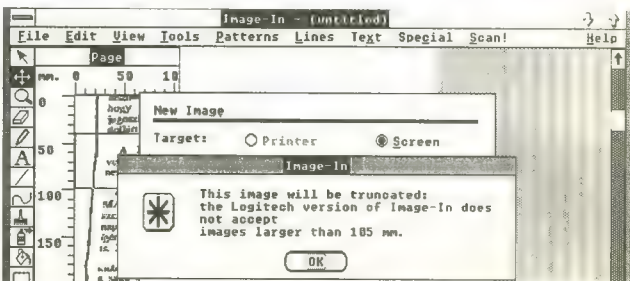 Image-In - (untitled)
File Edit View Tools Patterns Lines Text Special Scan! Help
Page
mm. 0 50 10
0
New Image
Target: Printer Screen
50
A
Image-In
100
This image will be truncated:
the Logitech version of Image-In does
not accept
images larger than 105 mm.
150
OK